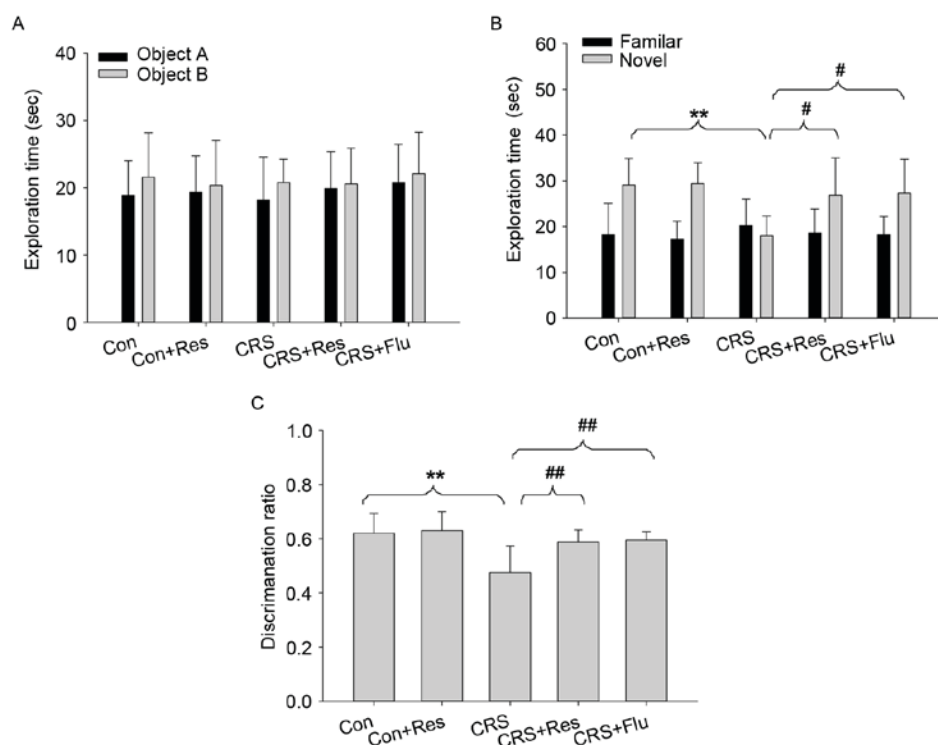 A
Exploration time (sec)
40
30
20
10
0
Object A
Object B
Con
Con+Res
CRS
CRS+Res
CRS+Flu
B
Exploration time (sec)
60
50
40
30
20
10
0
Familar
Novel
**
#
#
Con
Con+Res
CRS
CRS+Res
CRS+Flu
C
Discrimanation ratio
1.0
0.8
0.6
0.4
0.2
0.0
**
##
##
Con
Con+Res
CRS
CRS+Res
CRS+Flu